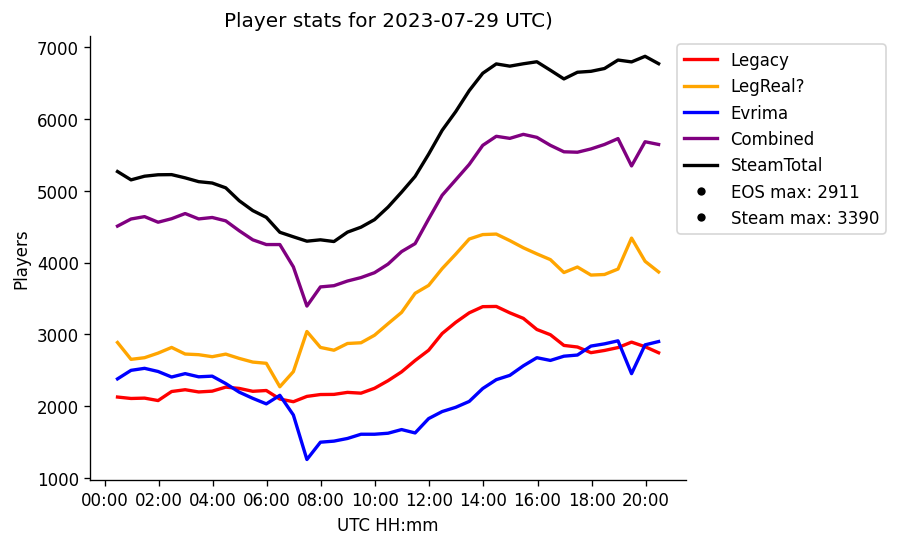 Player stats for 2023-07-29 UTC)
7000
6000
5000
4000
3000
2000
1000
Players
00:00 02:00 04:00 06:00 08:00 10:00 12:00 14:00 16:00 18:00 20:00
UTC HH:mm
Legacy
LegReal?
Evrima
Combined
SteamTotal
EOS max: 2911
Steam max: 3390